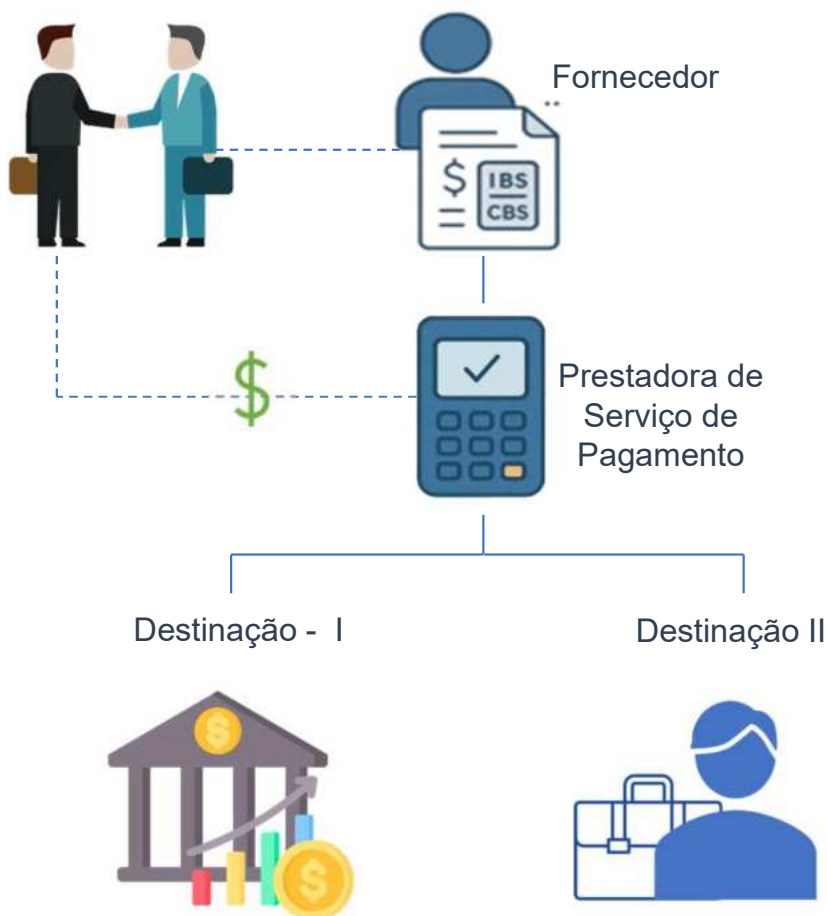 Fornecedor
$
IBS
CBS
$
Prestadora de
Serviço de
Pagamento
Destinação - I
Destinação II
$
$